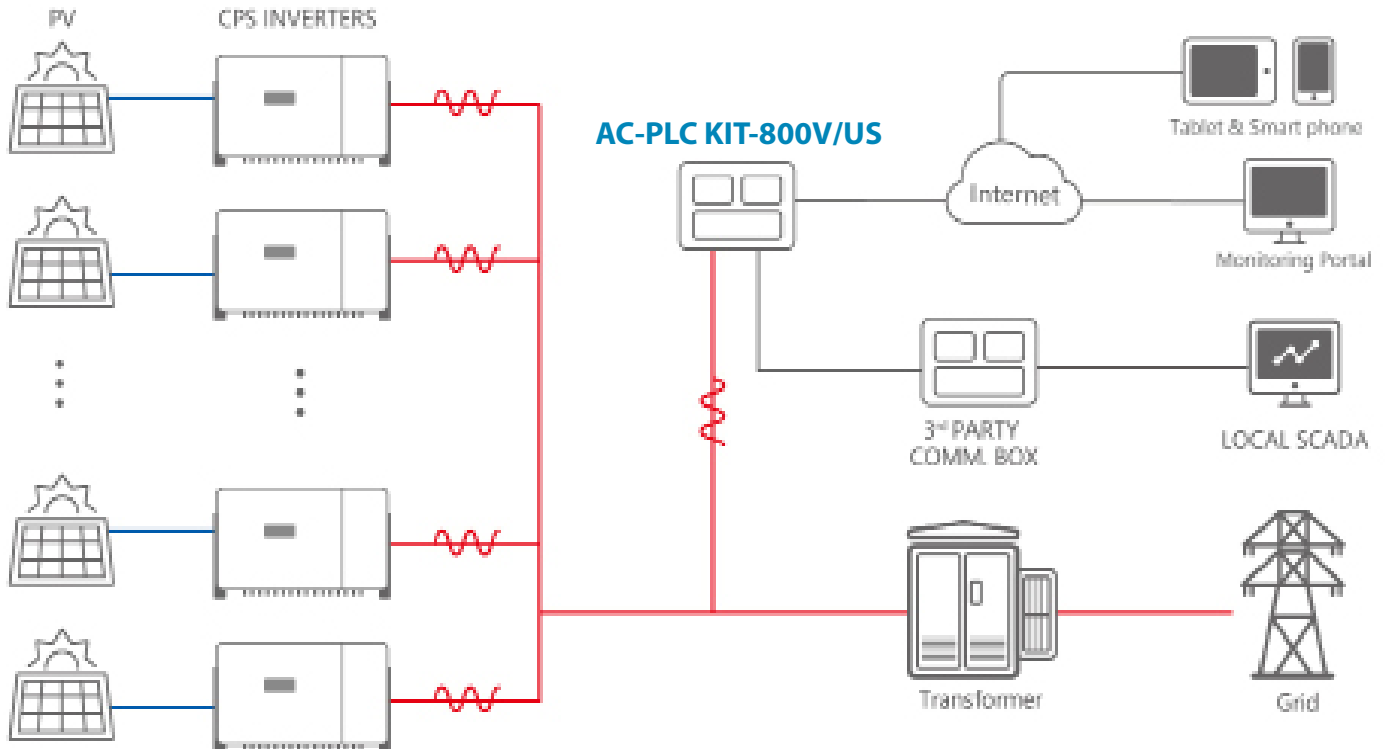 PV
CPS INVERTERS
AC-PLC KIT-800V/US
Internet
Tablet & Smart phone
Monitoring Portal
3rd PARTY
COMM. BOX
LOCAL SCADA
Transformer
Grid